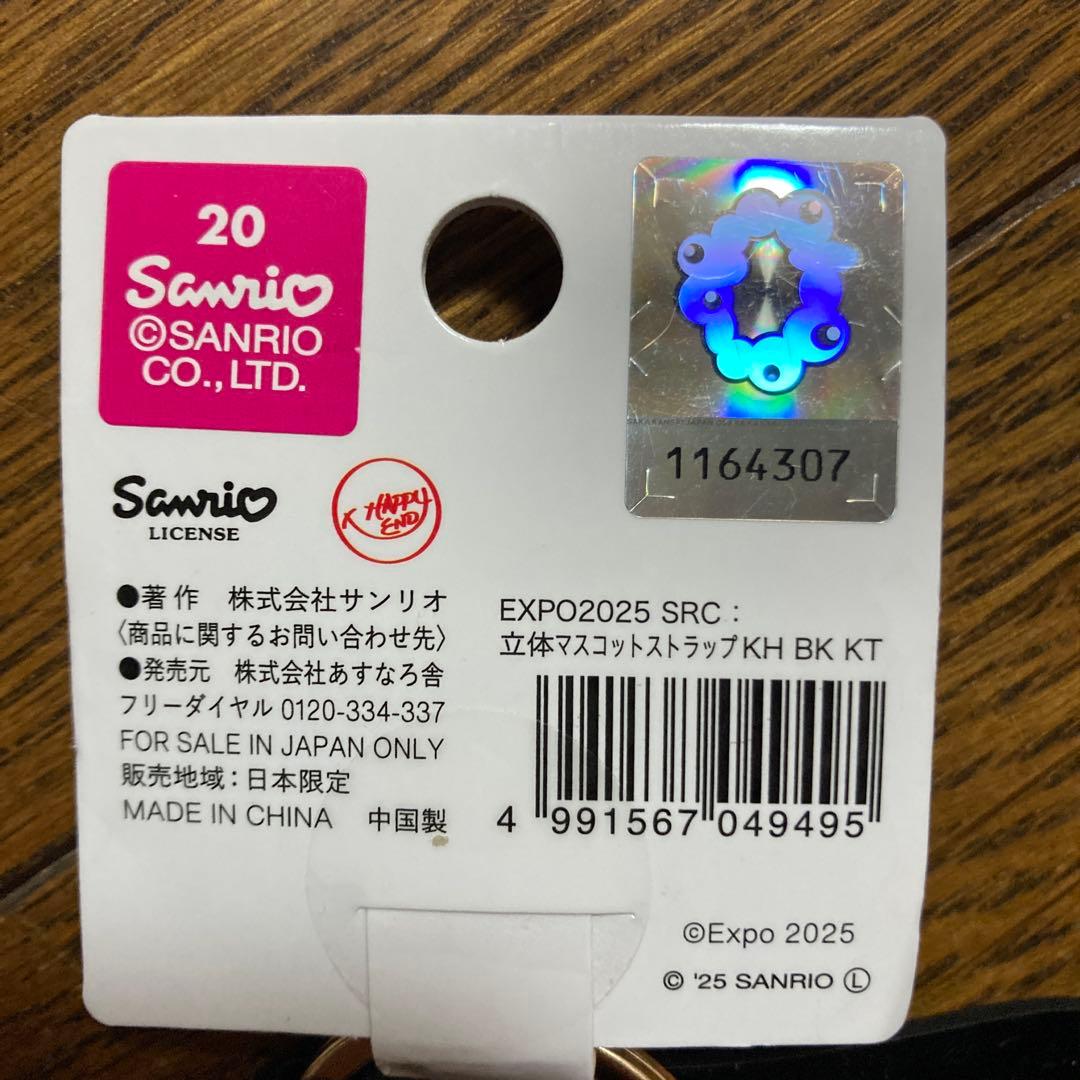 20
Sanrio
©SANRIO
CO., LTD.
1164307
Sanrio
LICENSE
K HAPPY
END
●著作 株式会社サンリオ
〈商品に関するお問い合わせ先〉
●発売元 株式会社あすなろ舎
フリーダイヤル 0120-334-337
FOR SALE IN JAPAN ONLY
販売地域：日本限定
MADE IN CHINA 中国製
EXPO2025 SRC：
立体マスコットストラップKH BK KT
4 991567 049495
©Expo 2025
© '25 SANRIO Ⓛ